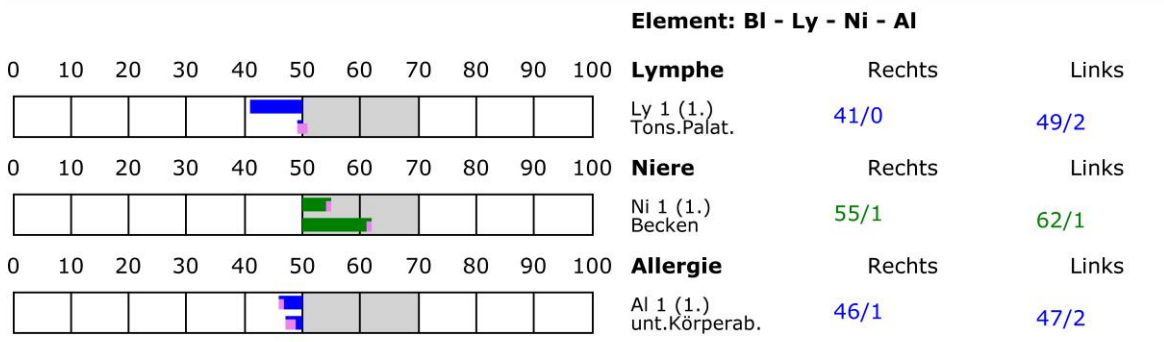 Element: Bl - Ly - Ni - Al
0 10 20 30 40 50 60 70 80 90 100 Lymphe Rechts Links
Ly 1 (1.) 41/0 49/2
Tons.Palat.
0 10 20 30 40 50 60 70 80 90 100 Niere Rechts Links
Ni 1 (1.) 55/1 62/1
Becken
0 10 20 30 40 50 60 70 80 90 100 Allergie Rechts Links
Al 1 (1.) 46/1 47/2
unt.Körperab.